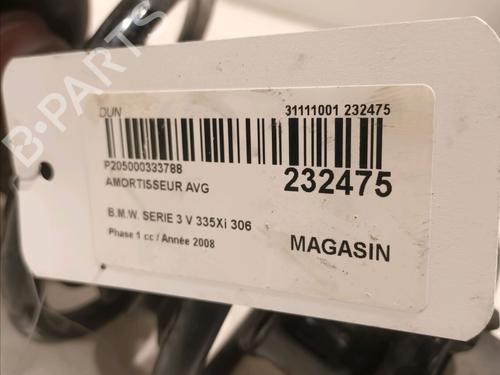 B·PARTS
DUN
31111001 232475
P205000333788
232475
AMORTISSEUR AVG
B.M.W. SERIE 3 V 335Xi 306
Phase 1 cc / Année 2008
MAGASIN